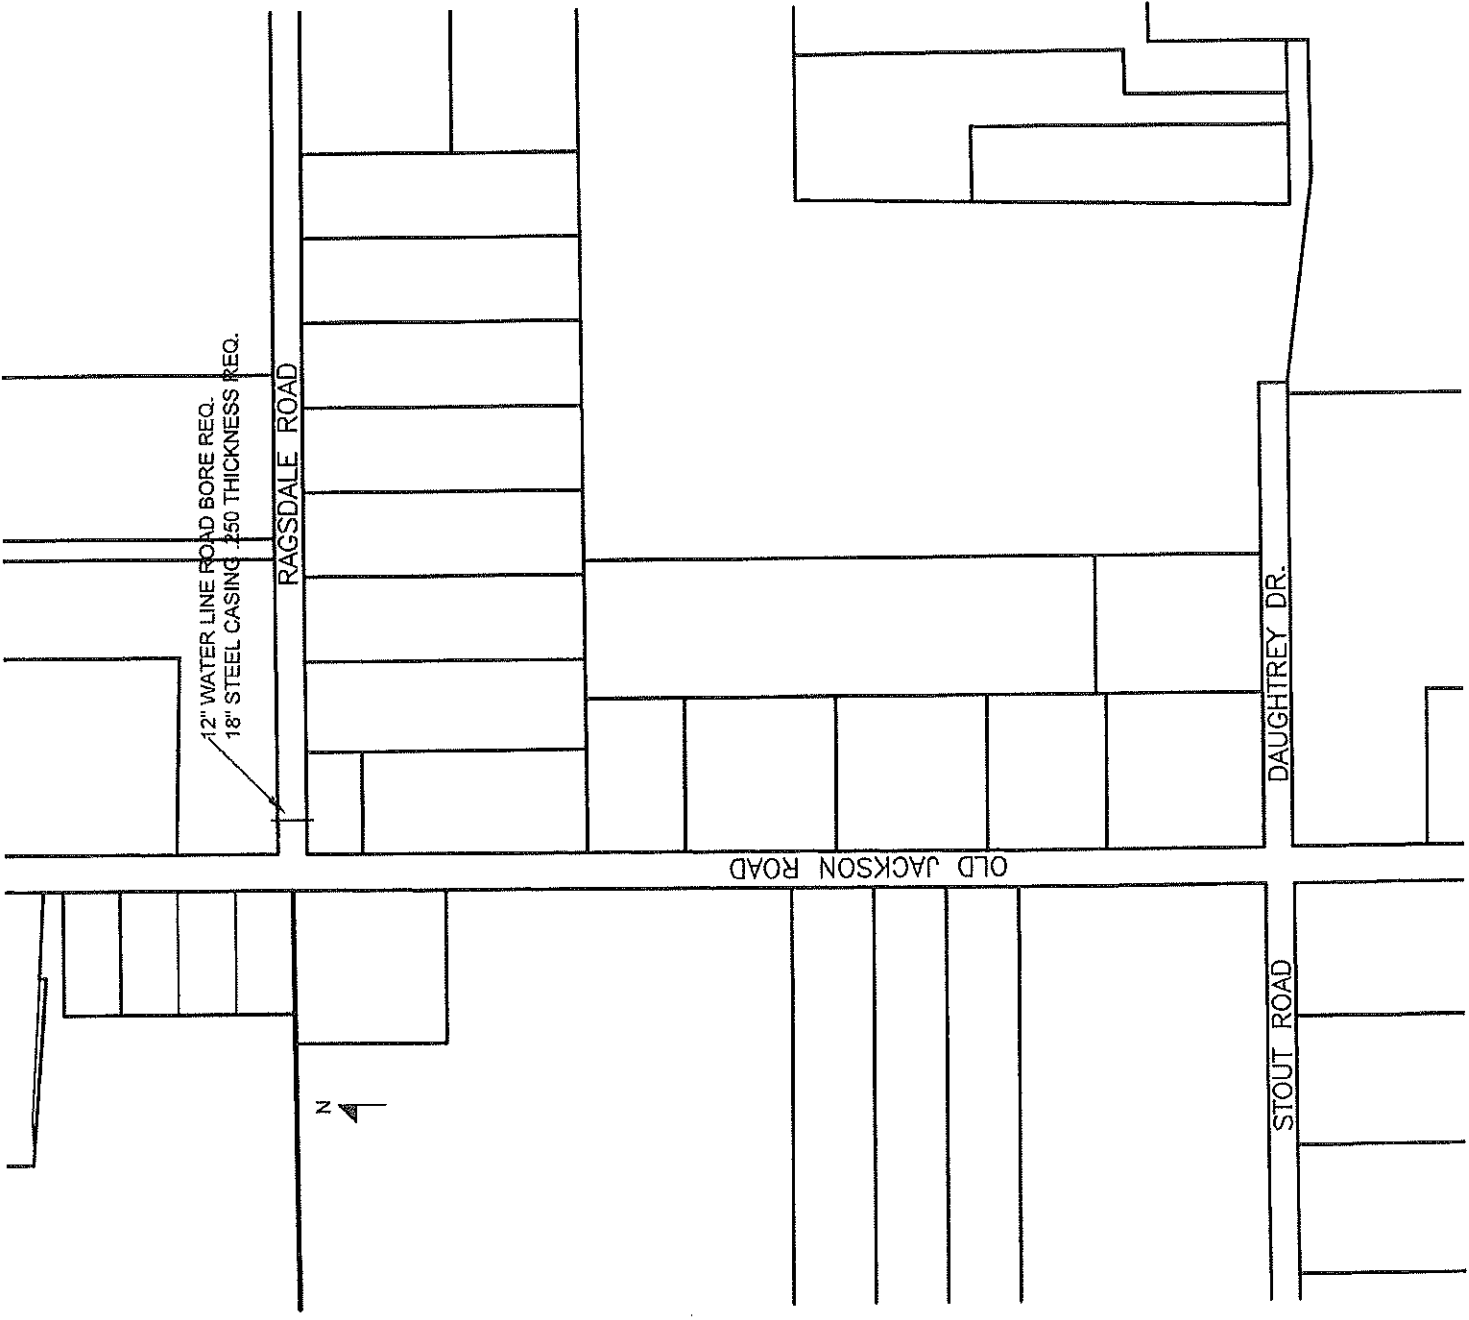 12" WATER LINE ROAD BORE REQ.
18" STEEL CASING .250 THICKNESS REQ.
RAGSDALE ROAD
OLD JACKSON ROAD
DAUGHTREY DR.
STOUT ROAD
N